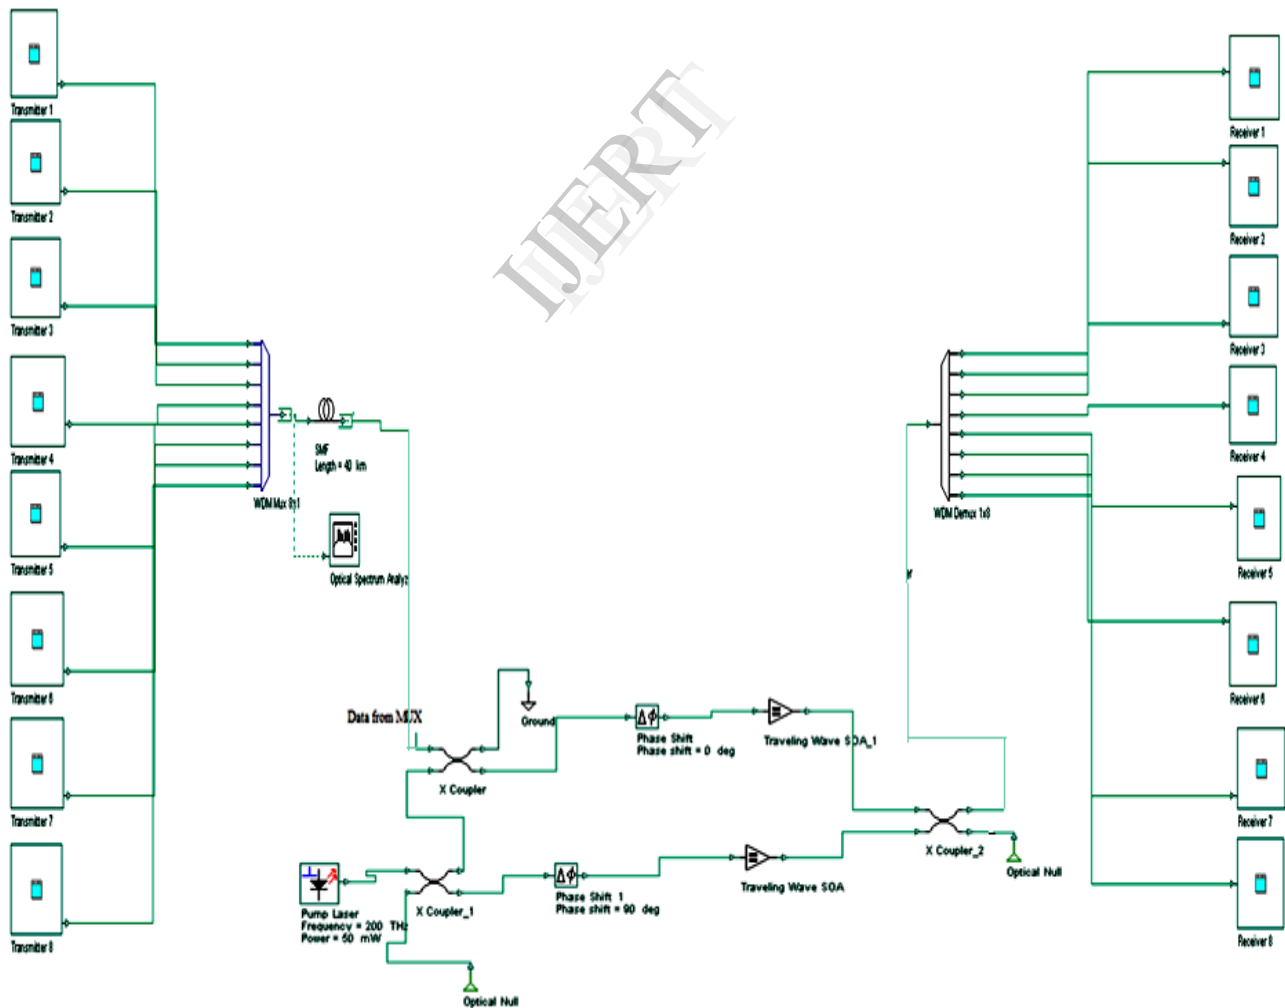 IJERT
Transmitter 1
Transmitter 2
Transmitter 3
Transmitter 4
Transmitter 5
Transmitter 6
Transmitter 7
Transmitter 8
WDM Mux 8x1
SMF
Length = 40 km
Optical Spectrum Analyz
Data from MUX
Ground
X Coupler
Phase Shift
Phase shift = 0 deg
Traveling Wave SOA_1
Pump Laser
Frequency = 200 THz
Power = 50 mW
X Coupler_1
Phase Shift 1
Phase shift = 90 deg
Traveling Wave SOA
Optical Null
X Coupler_2
Optical Null
WDM Demux 1x8
Receiver 1
Receiver 2
Receiver 3
Receiver 4
Receiver 5
Receiver 6
Receiver 7
Receiver 8